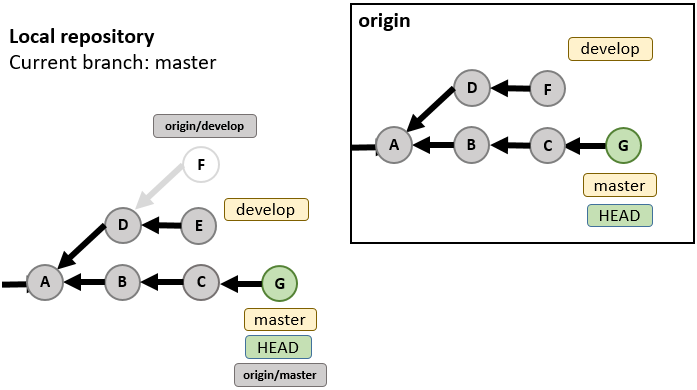 Local repository
Current branch: master
origin/develop
F
D
E
develop
A
B
C
G
master
HEAD
origin/master
origin
develop
D
F
A
B
C
G
master
HEAD